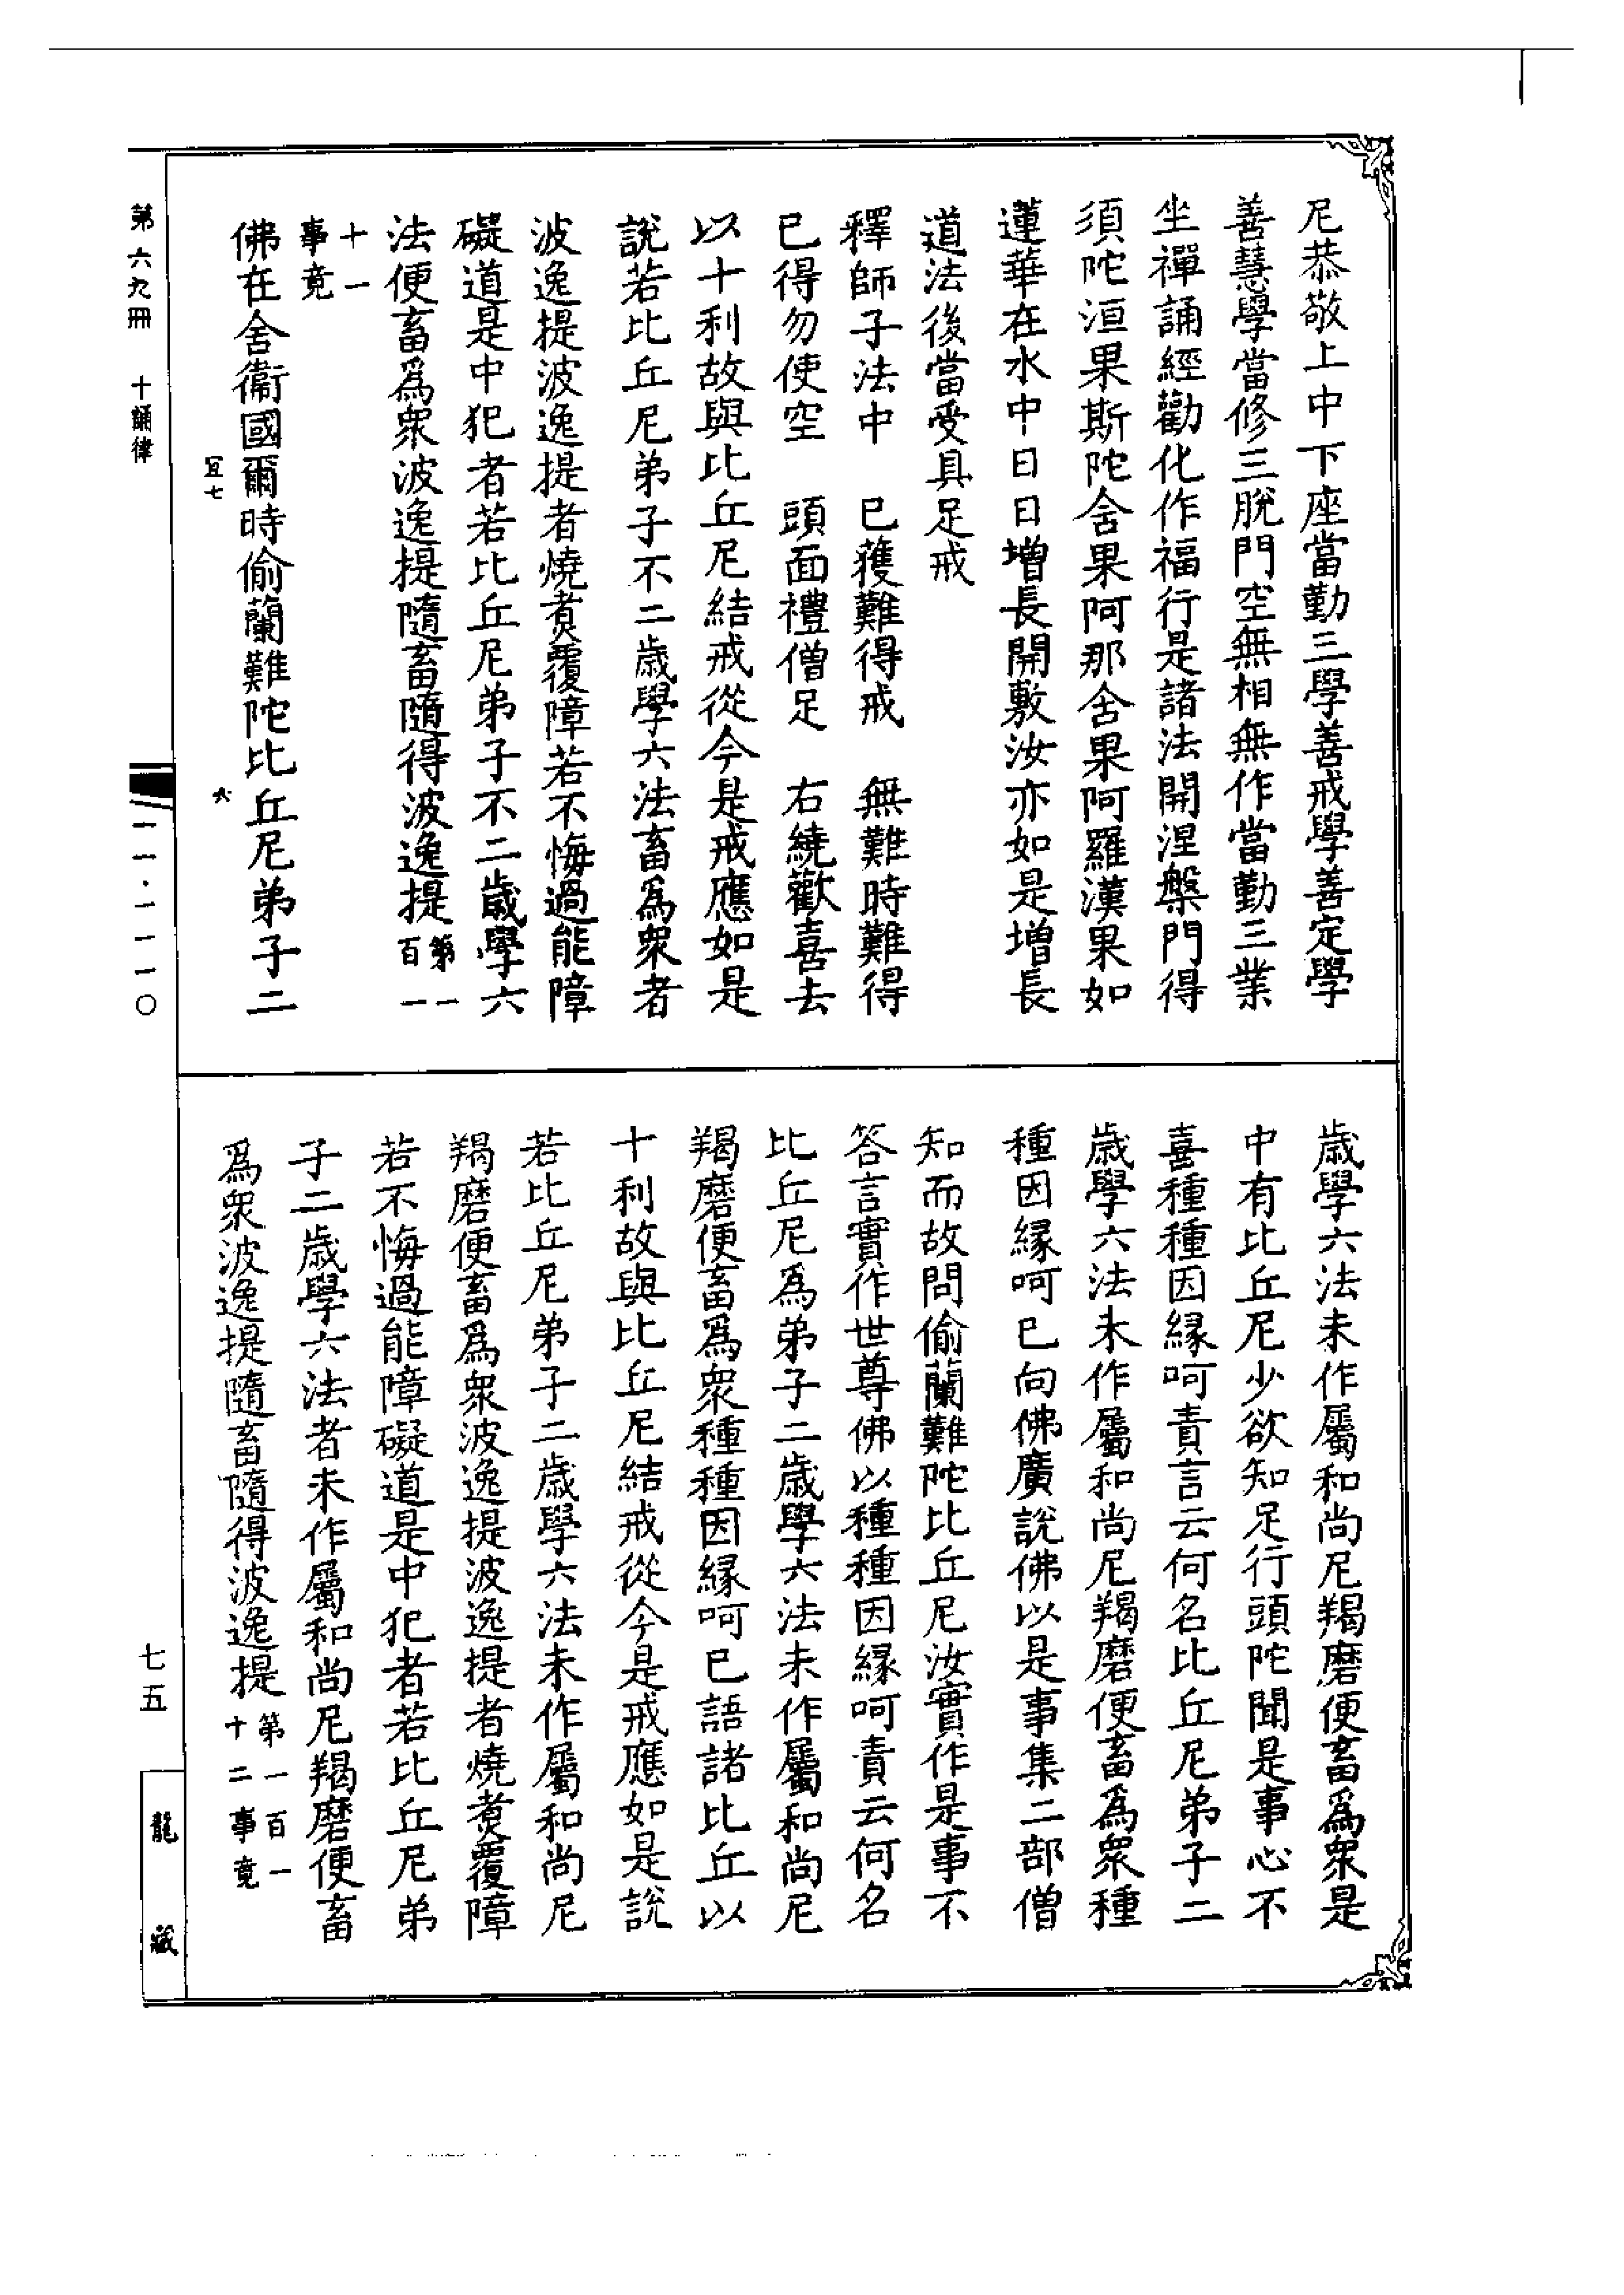 尼恭敬上中下座當勤三學善戒學善定學
善慧學當修三脫門空無相無作當勤三業
坐禪誦經勸化作福行是諸法開涅槃門得
須陀洹果斯陀含果阿那含果阿羅漢果如
蓮華在水中日日增長開敷汝亦如是增長
道法後當受具足戒
釋師子法中　已獲難得戒　無難時難得
已得勿使空　頭面禮僧足　右繞歡喜去
以十利故與比丘尼結戒從今是戒應如是
說若比丘尼弟子不二歲學六法畜為眾者
波逸提波逸提者燒煑覆障若不悔過能障
礙道是中犯者若比丘尼弟子不二歲學六
法便畜為眾波逸提隨畜隨得波逸提第一百一
十一事竟
佛在舍衞國爾時偷蘭難陀比丘尼弟子二
歲學六法未作屬和尚尼羯磨便畜為眾是
中有比丘尼少欲知足行頭陀聞是事心不
喜種種因緣呵責言云何名比丘尼弟子二
歲學六法未作屬和尚尼羯磨便畜為眾種
種因緣呵已向佛廣說佛以是事集二部僧
知而故問偷蘭難陀比丘尼汝實作是事不
答言實作世尊佛以種種因緣呵責云何名
比丘尼為弟子二歲學六法未作屬和尚尼
羯磨便畜為眾種種因緣呵已語諸比丘以
十利故與比丘尼結戒從今是戒應如是說
若比丘尼弟子二歲學六法未作屬和尚尼
羯磨便畜為眾波逸提波逸提者燒煑覆障
若不悔過能障礙道是中犯者若比丘尼弟
子二歲學六法者未作屬和尚尼羯磨便畜
為眾波逸提隨畜隨得波逸提第一百一十二事竟
第六九冊　十誦律
宜七
六
一一·一一一〇
七五
龍藏